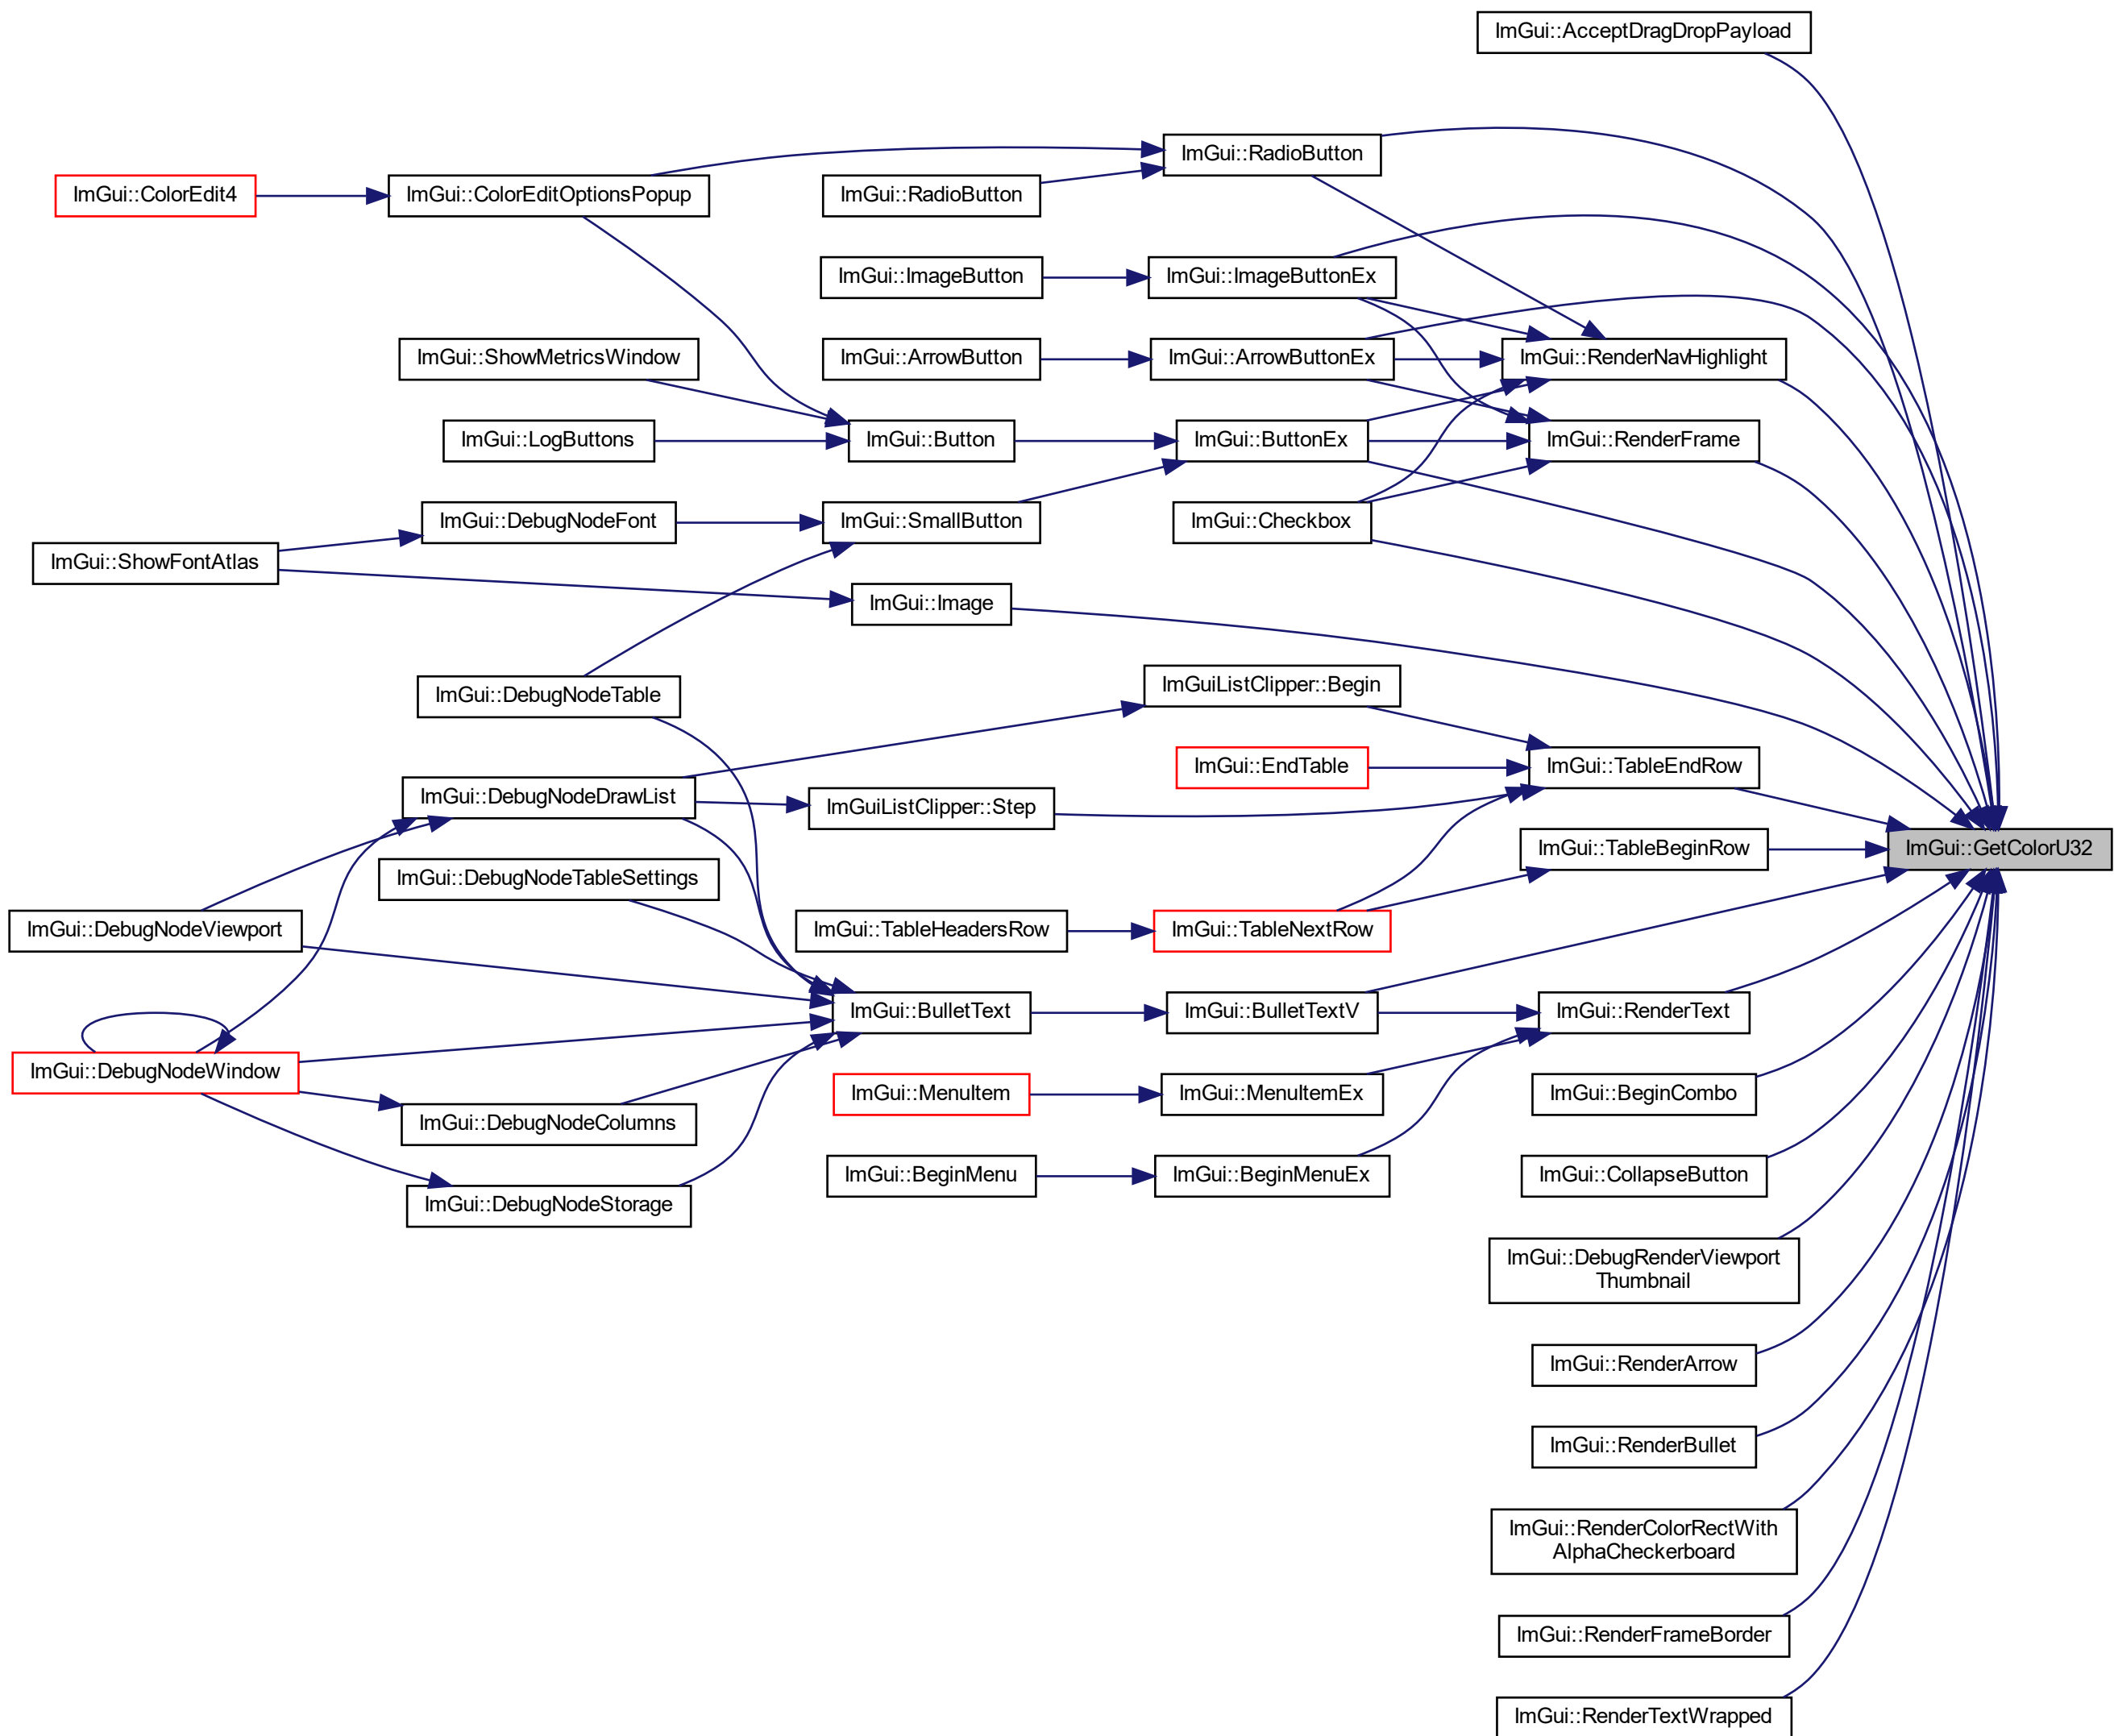 ImGui::AcceptDragDropPayload
ImGui::RadioButton
ImGui::ColorEdit4
ImGui::ColorEditOptionsPopup
ImGui::RadioButton
ImGui::ImageButton
ImGui::ImageButtonEx
ImGui::ShowMetricsWindow
ImGui::ArrowButton
ImGui::ArrowButtonEx
ImGui::RenderNavHighlight
ImGui::LogButtons
ImGui::Button
ImGui::ButtonEx
ImGui::RenderFrame
ImGui::DebugNodeFont
ImGui::SmallButton
ImGui::Checkbox
ImGui::ShowFontAtlas
ImGui::Image
ImGui::DebugNodeTable
ImGuiListClipper::Begin
ImGui::EndTable
ImGui::TableEndRow
ImGui::DebugNodeDrawList
ImGuiListClipper::Step
ImGui::TableBeginRow
ImGui::GetColorU32
ImGui::DebugNodeTableSettings
ImGui::DebugNodeViewport
ImGui::TableHeadersRow
ImGui::TableNextRow
ImGui::BulletText
ImGui::BulletTextV
ImGui::RenderText
ImGui::DebugNodeWindow
ImGui::MenuItem
ImGui::MenuItemEx
ImGui::BeginCombo
ImGui::DebugNodeColumns
ImGui::BeginMenu
ImGui::BeginMenuEx
ImGui::CollapseButton
ImGui::DebugNodeStorage
ImGui::DebugRenderViewport
Thumbnail
ImGui::RenderArrow
ImGui::RenderBullet
ImGui::RenderColorRectWith
AlphaCheckerboard
ImGui::RenderFrameBorder
ImGui::RenderTextWrapped